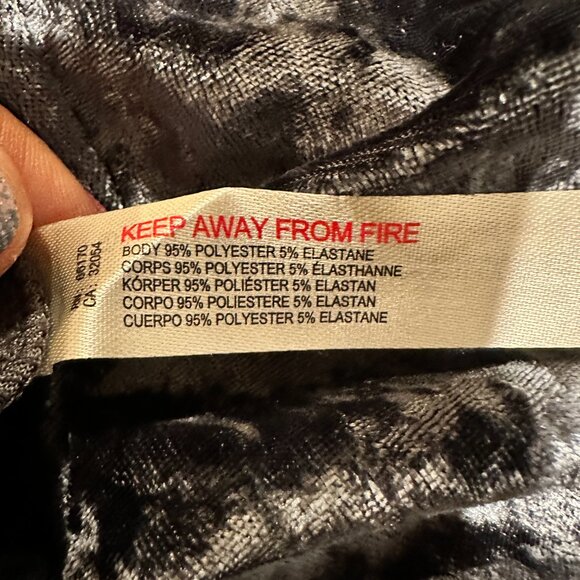 KEEP AWAY FROM FIRE
BODY 95% POLYESTER 5% ELASTANE
CORPS 95% POLYESTER 5% ÉLASTHANNE
KÓRPER 95% POLIÉSTER 5% ELASTAN
CORPO 95% POLIESTERE 5% ELASTAN
CUERPO 95% POLYESTER 5% ELASTANE
CA: 32054